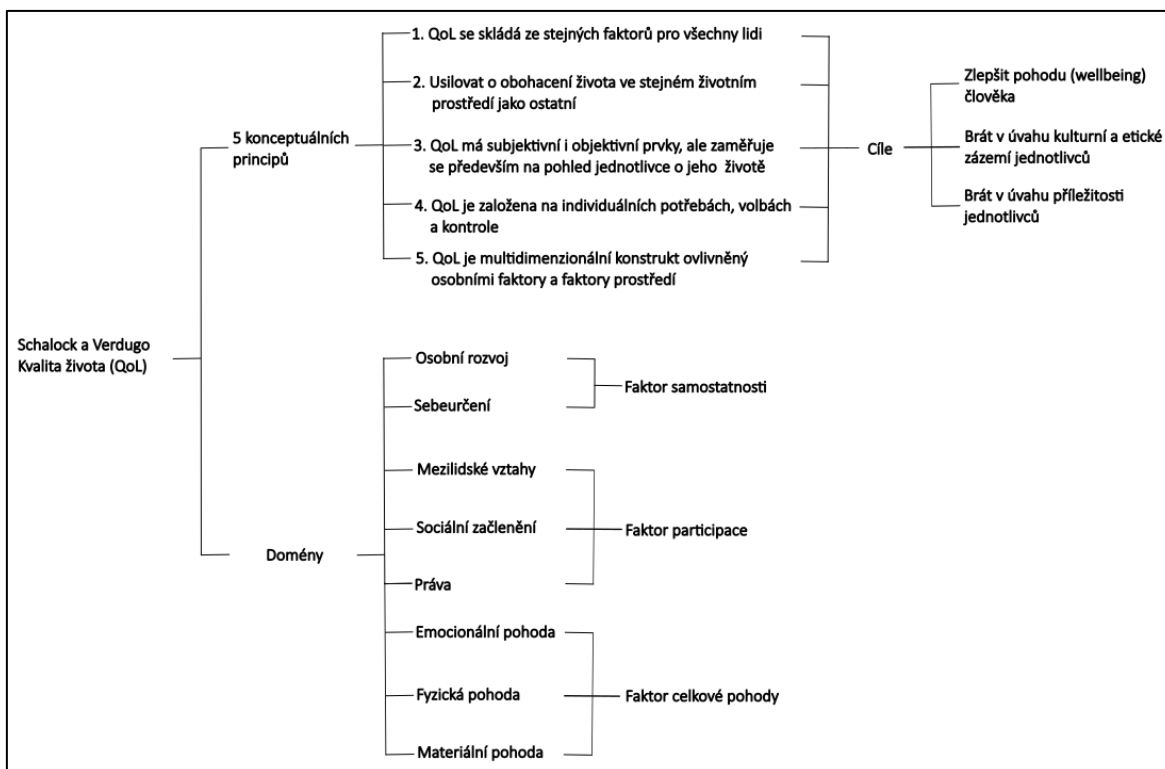 1. QoL se skládá ze stejných faktorů pro všechny lidi
2. Usilovat o obohacení života ve stejném životním
prostředí jako ostatní
5 konceptuálních
principů
3. QoL má subjektivní i objektivní prvky, ale zaměřuje
se především na pohled jednotlivce o jeho životě
4. QoL je založena na individuálních potřebách, volbách
a kontrole
5. QoL je multidimenzionální konstrukt ovlivněný
osobními faktory a faktory prostředí
Cíle
Zlepšit pohodu (wellbeing)
člověka
Brát v úvahu kulturní a etické
zázemí jednotlivců
Brát v úvahu příležitosti
jednotlivců
Schalock a Verdugo
Kvalita života (QoL)
Domény
Osobní rozvoj
Sebeurčení
Faktor samostatnosti
Mezilidské vztahy
Sociální začlenění
Práva
Faktor participace
Emocionální pohoda
Fyzická pohoda
Materiální pohoda
Faktor celkové pohody